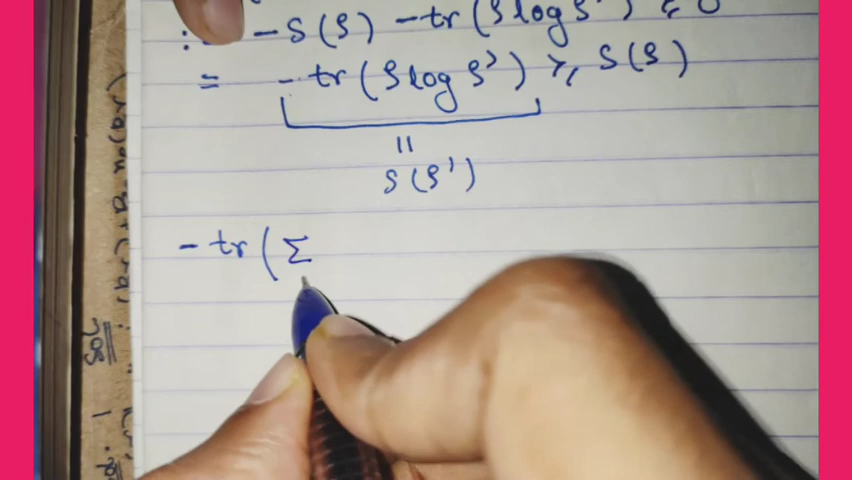 ∴ - S(ρ) - tr(ρ log ρ') ≤ 0
= - tr(ρ log ρ') ≥ S(ρ)
=
S(ρ')
- tr(Σ